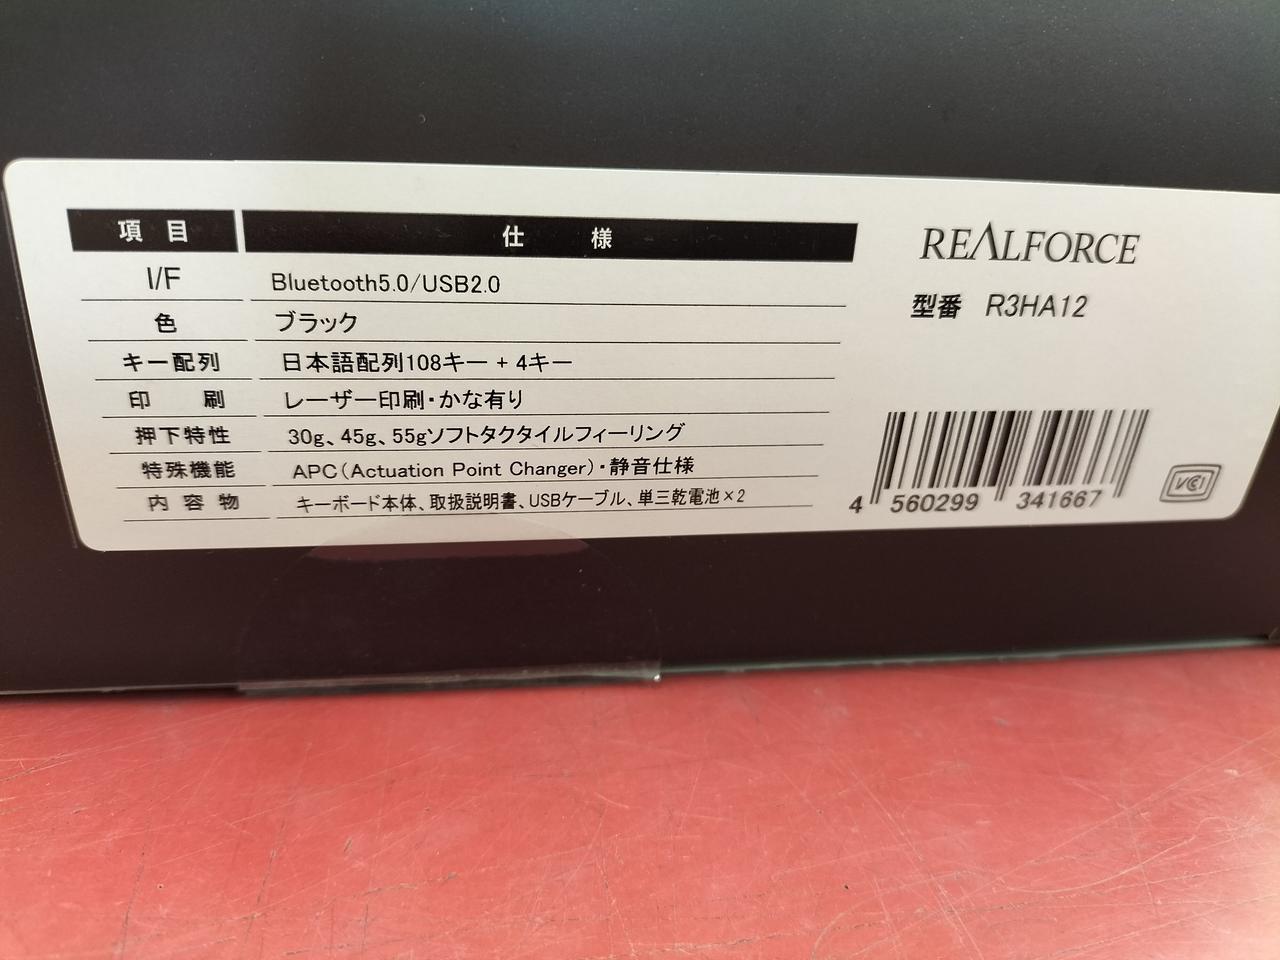 項目 仕様
I/F Bluetooth5.0/USB2.0
色 ブラック
キー配列 日本語配列108キー + 4キー
印刷 レーザー印刷・かな有り
押下特性 30g、45g、55gソフトタクタイルフィーリング
特殊機能 APC(Actuation Point Changer)・静音仕様
内容物 キーボード本体、取扱説明書、USBケーブル、単三乾電池×2
REALFORCE
型番 R3HA12
4 560299 341667
VCCI